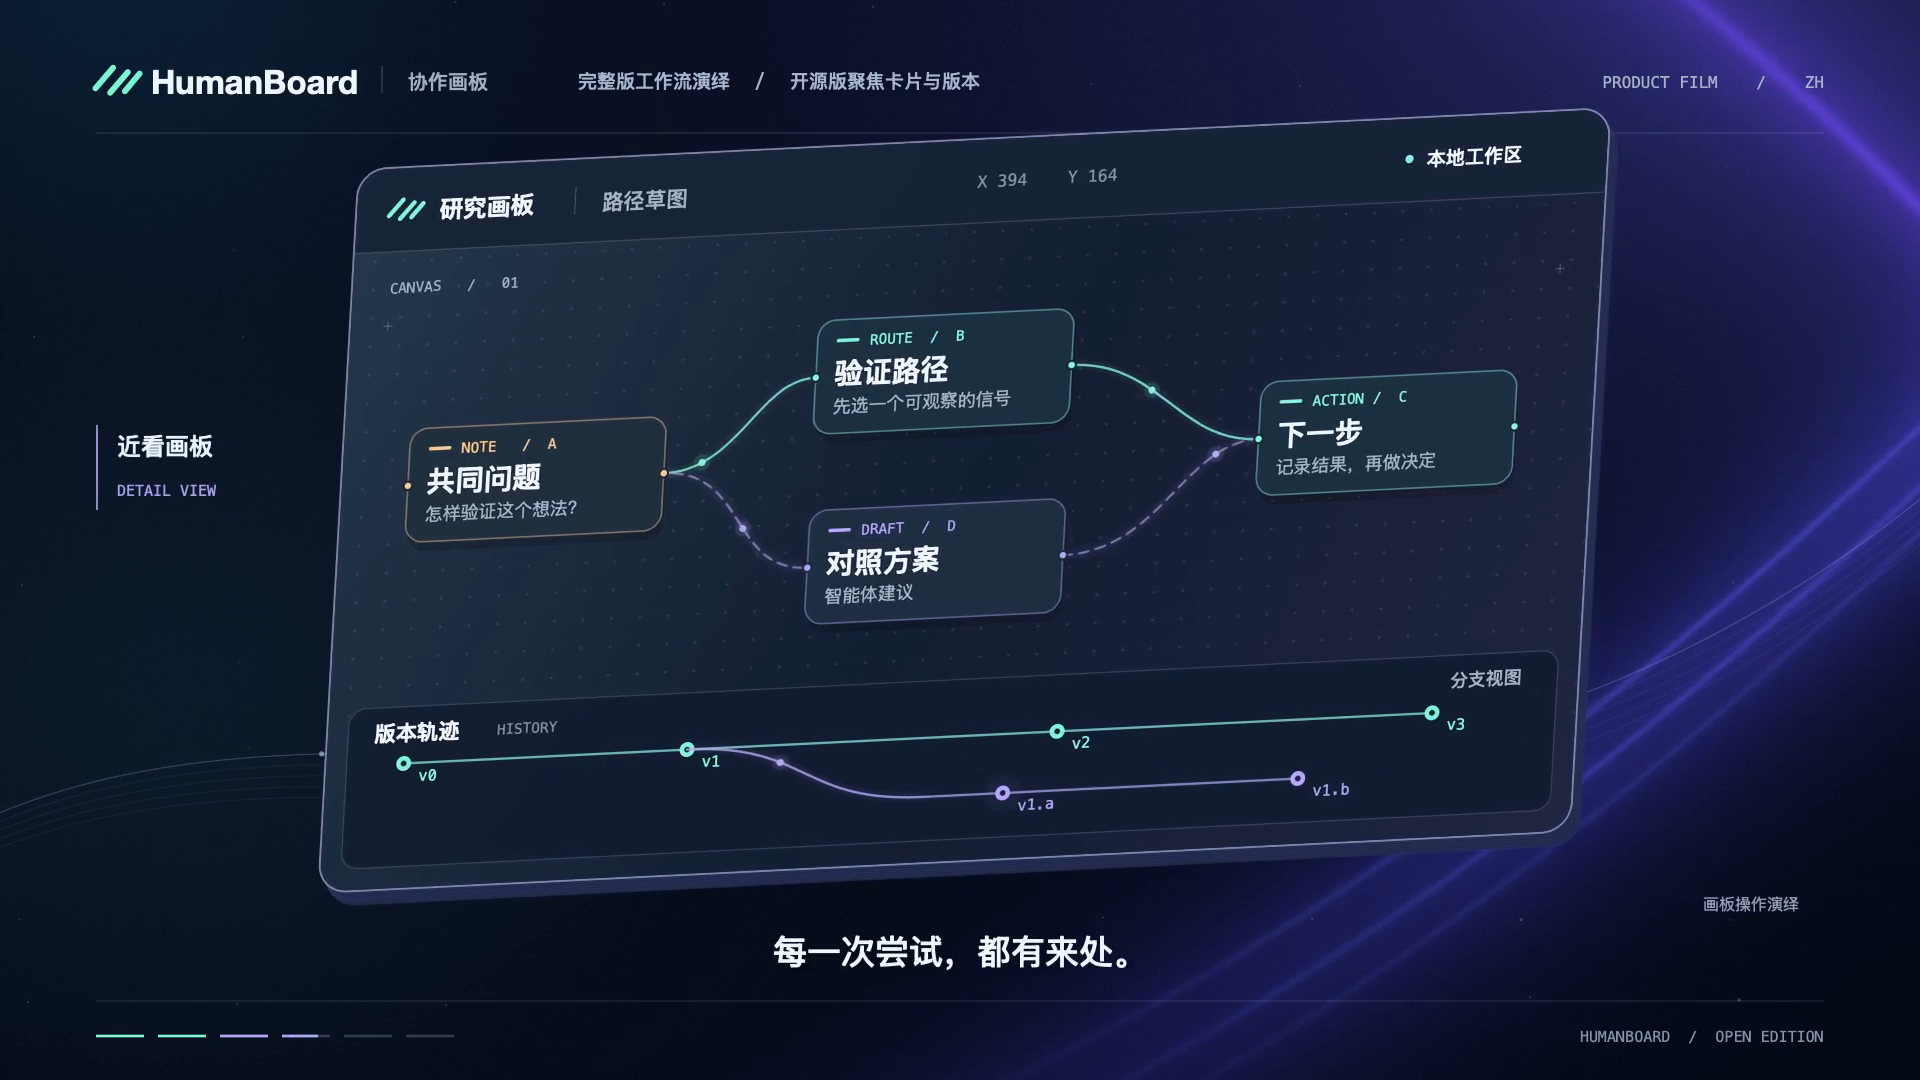 HumanBoard 协作画板 完整版工作流演绎 / 开源版聚焦卡片与版本 PRODUCT FILM / ZH
研究画板 路径草图 X 394 Y 164 本地工作区
CANVAS / 01
ROUTE / B
验证路径
先选一个可观察的信号
ACTION / C
下一步
记录结果，再做决定
NOTE / A
共同问题
怎样验证这个想法？
近看画板
DETAIL VIEW
DRAFT / D
对照方案
智能体建议
分支视图
版本轨迹 HISTORY
v0
v1
v2
v3
v1.a
v1.b
画板操作演绎
每一次尝试，都有来处。
HUMANBOARD / OPEN EDITION